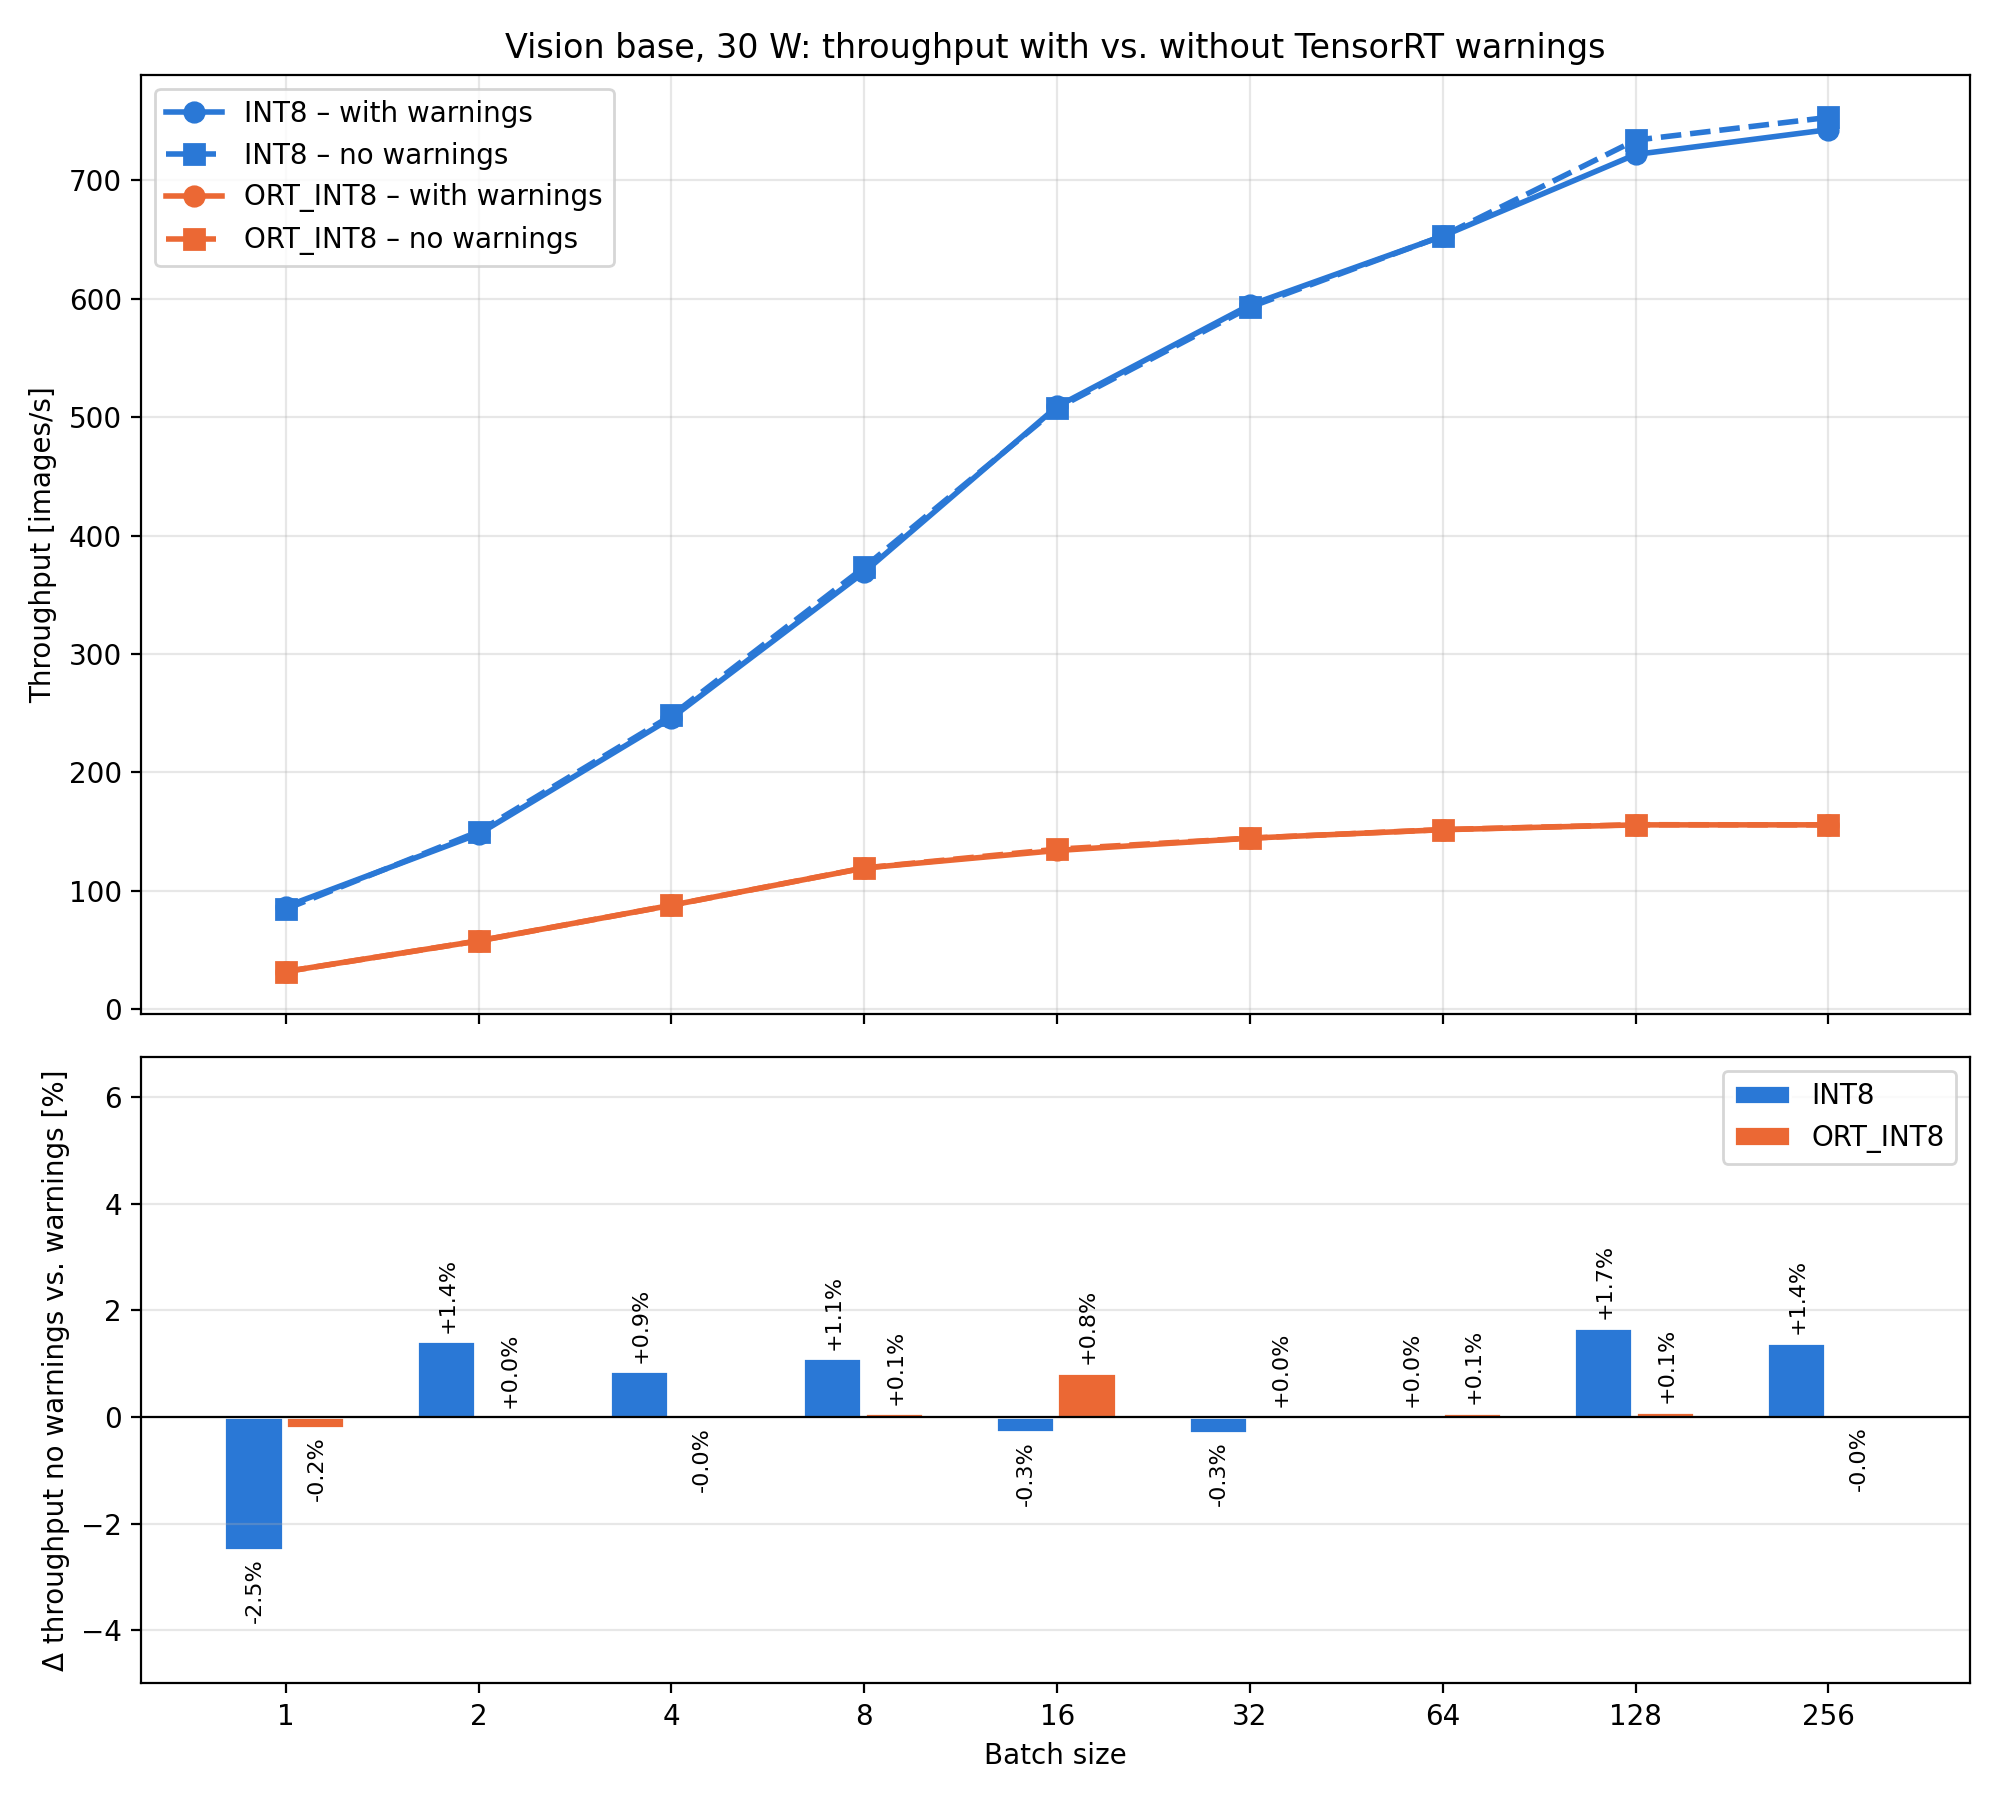 Vision base, 30 W: throughput with vs. without TensorRT warnings
INT8 – with warnings
INT8 – no warnings
ORT_INT8 – with warnings
ORT_INT8 – no warnings
Throughput [images/s]
700
600
500
400
300
200
100
0
INT8
ORT_INT8
Δ throughput no warnings vs. warnings [%]
6
4
2
0
−2
−4
-2.5%
-0.2%
+1.4%
+0.0%
+0.9%
-0.0%
+1.1%
+0.1%
-0.3%
+0.8%
-0.3%
+0.0%
+0.0%
+0.1%
+1.7%
+0.1%
+1.4%
-0.0%
1 2 4 8 16 32 64 128 256
Batch size